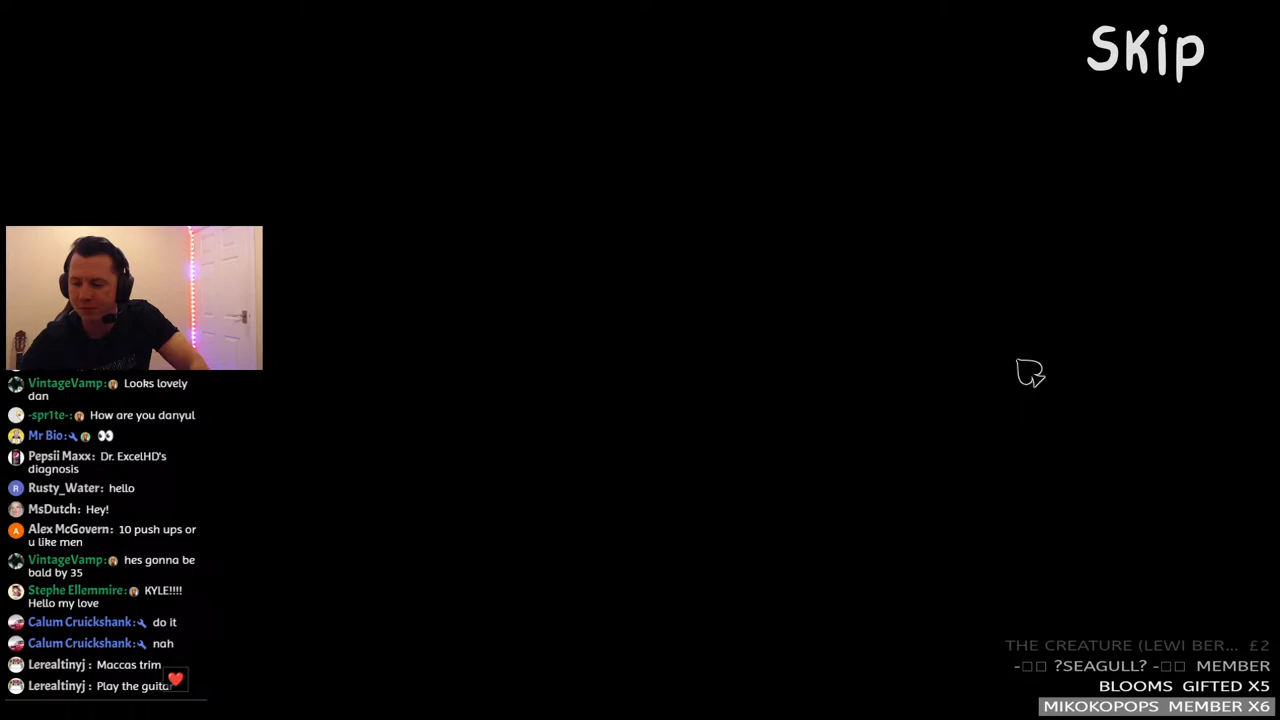 Skip
VintageVamp: Looks lovely
dan
-spr1te-: How are you danyul
Mr Bio: 👀
Pepsii Maxx: Dr. ExcelHD's
diagnosis
Rusty_Water: hello
MsDutch: Hey!
Alex McGovern: 10 push ups or
u like men
VintageVamp: hes gonna be
bald by 35
Stephe Ellemmire: KYLE!!!!
Hello my love
Calum Cruickshank: do it
Calum Cruickshank: nah
Lerealtinyj: Maccas trim
Lerealtinyj: Play the guita
THE CREATURE (LEWI BER... £2
-□□ ?SEAGULL? -□□ MEMBER
BLOOMS GIFTED X5
MIKOKOPOPS MEMBER X6